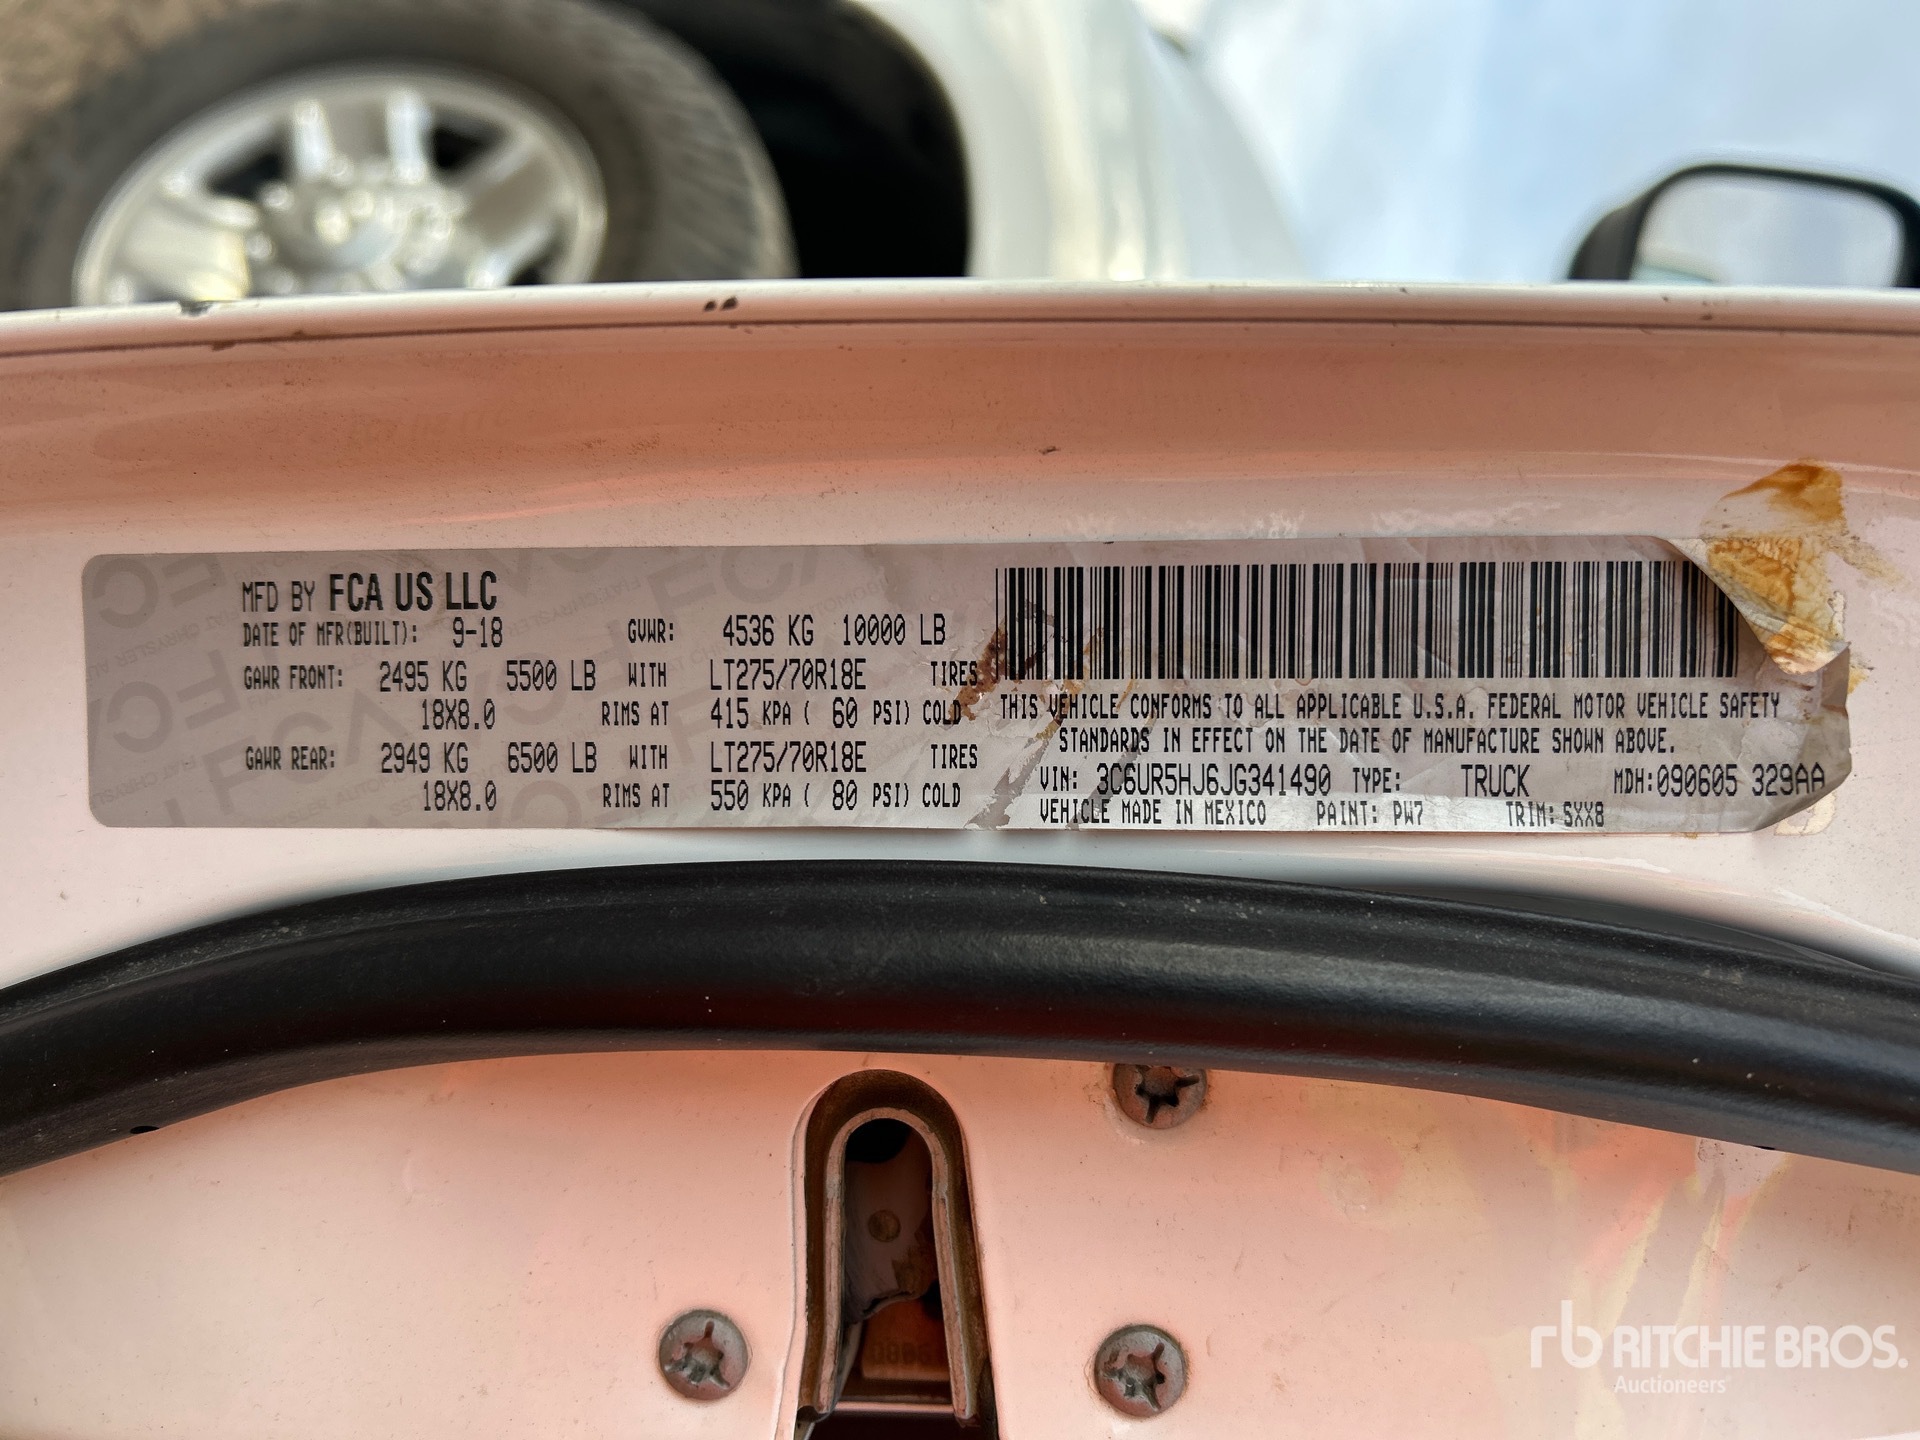 MFD BY FCA US LLC
DATE OF MFR(BUILT): 9-18 GVWR: 4536 KG 10000 LB
GAWR FRONT: 2495 KG 5500 LB WITH LT275/70R18E TIRES
18X8.0 RIMS AT 415 KPA ( 60 PSI) COLD
GAWR REAR: 2949 KG 6500 LB WITH LT275/70R18E TIRES
18X8.0 RIMS AT 550 KPA ( 80 PSI) COLD
THIS VEHICLE CONFORMS TO ALL APPLICABLE U.S.A. FEDERAL MOTOR VEHICLE SAFETY
STANDARDS IN EFFECT ON THE DATE OF MANUFACTURE SHOWN ABOVE.
VIN: 3C6UR5HJ6JG341490 TYPE: TRUCK MDH:090605 329AA
VEHICLE MADE IN MEXICO PAINT: PW7 TRIM: SXX8
rb RITCHIE BROS.
Auctioneers